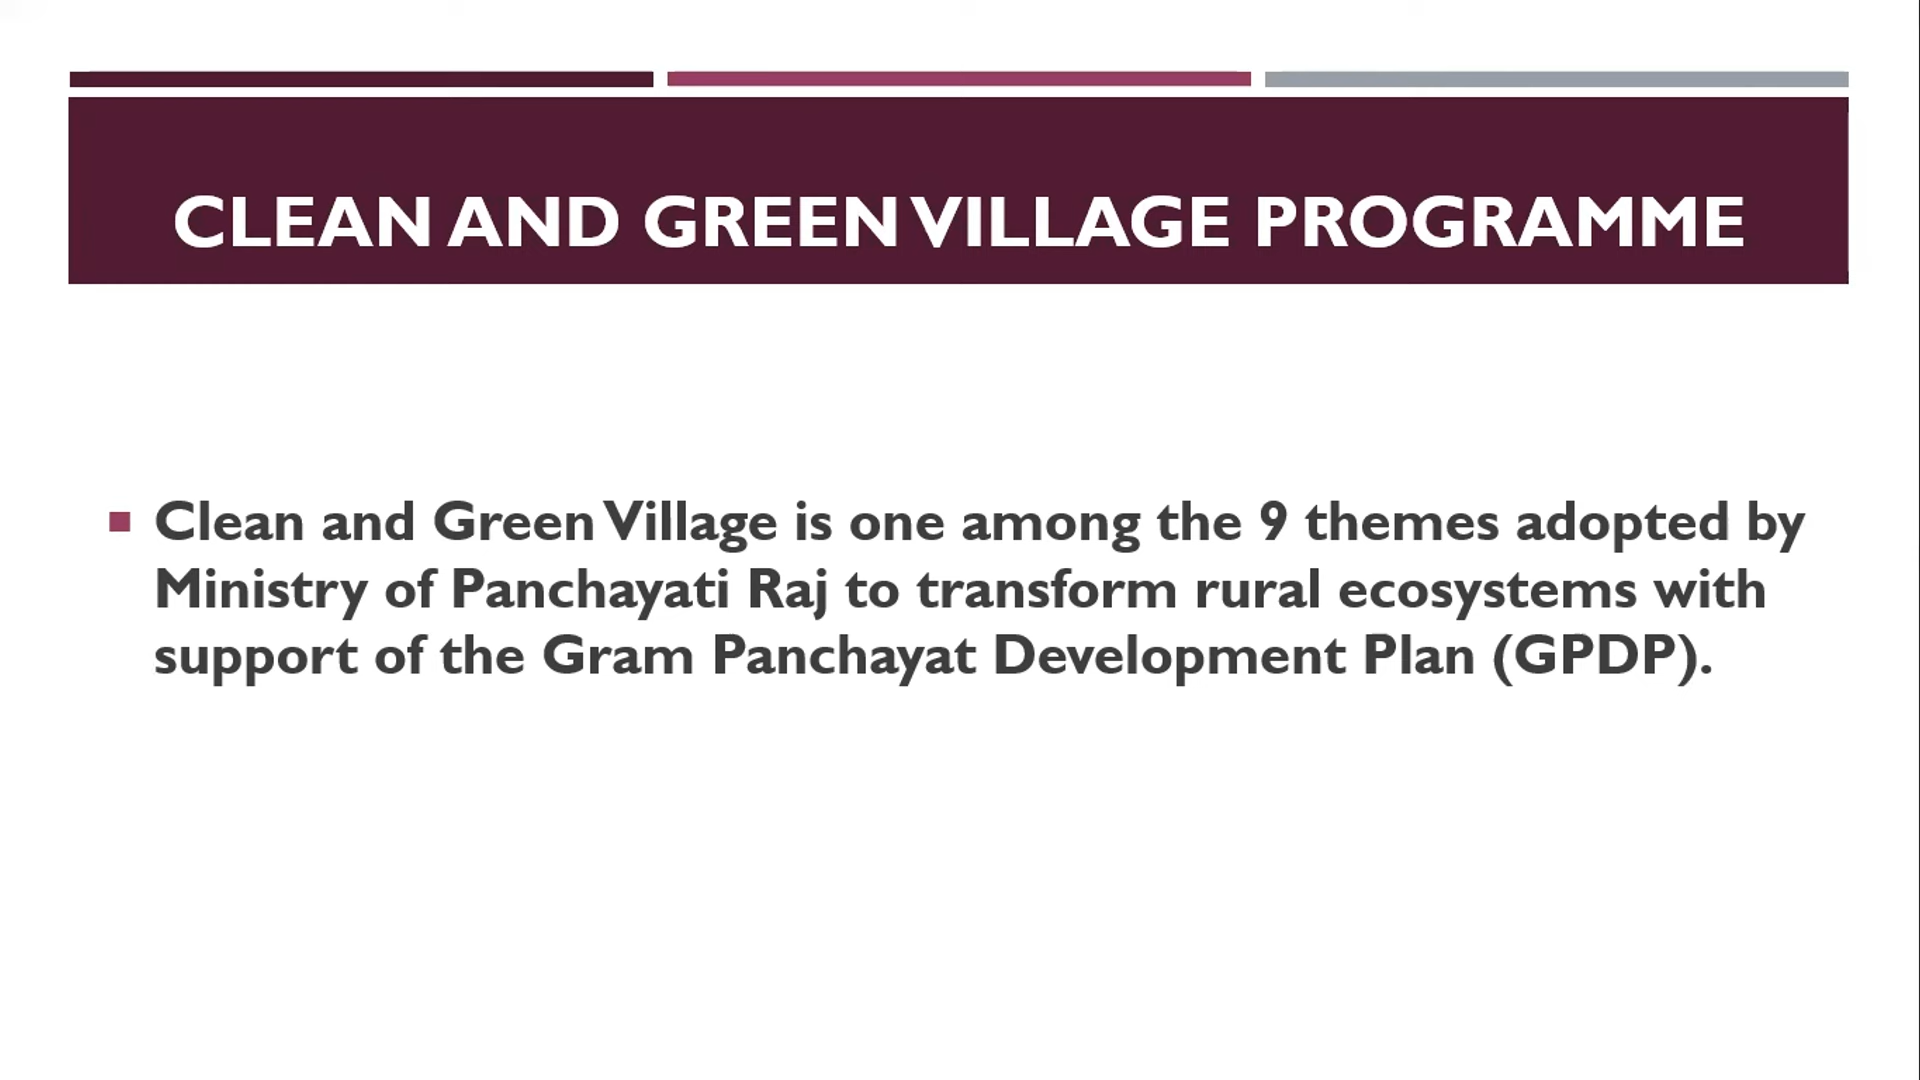 CLEAN AND GREEN VILLAGE PROGRAMME
Clean and Green Village is one among the 9 themes adopted by
Ministry of Panchayati Raj to transform rural ecosystems with
support of the Gram Panchayat Development Plan (GPDP).